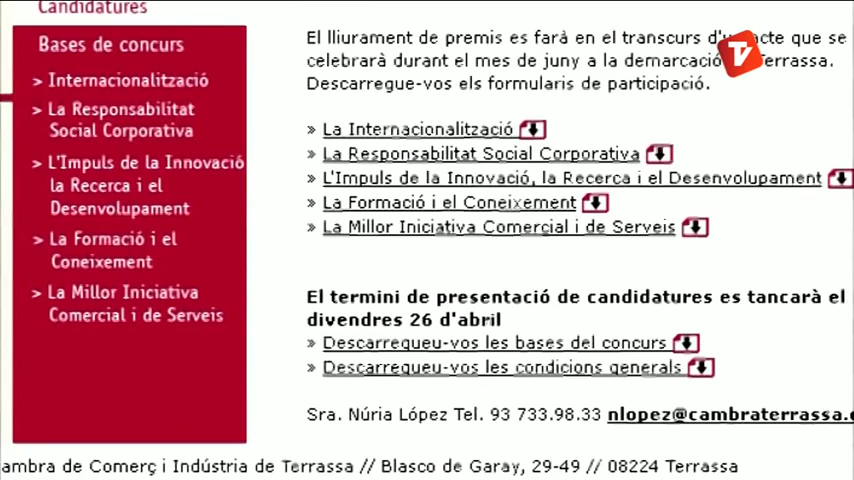 Candidatures
Bases de concurs
> Internacionalització
> La Responsabilitat
Social Corporativa
> L'Impuls de la Innovació
la Recerca i el
Desenvolupament
> La Formació i el
Coneixement
> La Millor Iniciativa
Comercial i de Serveis
El lliurament de premis es farà en el transcurs d'un acte que se
celebrarà durant el mes de juny a la demarcació Terrassa.
Descarregue-vos els formularis de participació.
» La Internacionalització
» La Responsabilitat Social Corporativa
» L'Impuls de la Innovació, la Recerca i el Desenvolupament
» La Formació i el Coneixement
» La Millor Iniciativa Comercial i de Serveis
El termini de presentació de candidatures es tancarà el
divendres 26 d'abril
» Descarregueu-vos les bases del concurs
» Descarregueu-vos les condicions generals
Sra. Núria López Tel. 93 733.98.33 nlopez@cambraterrassa.
ambra de Comerç i Indústria de Terrassa // Blasco de Garay, 29-49 // 08224 Terrassa